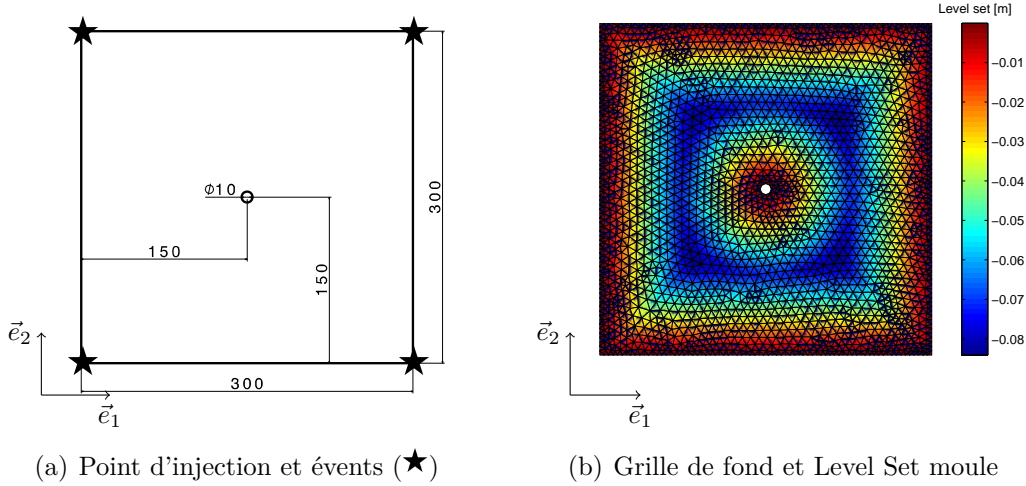 Level set [m]
ϕ10
150
150
300
300
e⃗2
e⃗1
−0.01
−0.02
−0.03
−0.04
−0.05
−0.06
−0.07
−0.08
e⃗2
e⃗1
(a) Point d'injection et évents (★)
(b) Grille de fond et Level Set moule